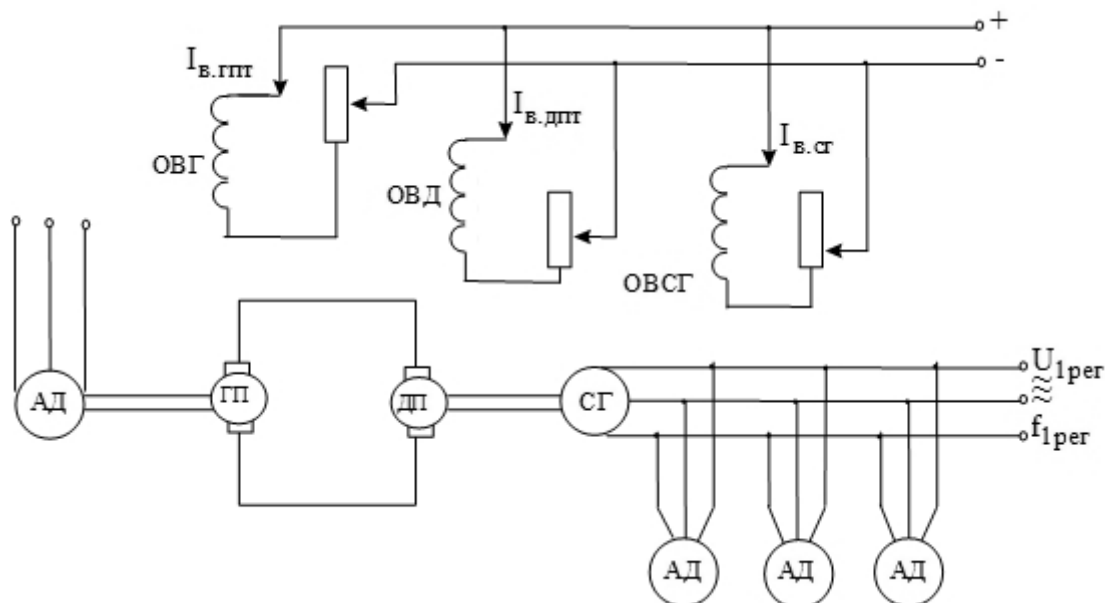 +
-
Iв.гпт
Iв.дпт
Iв.сг
ОВГ
ОВД
ОВСГ
АД
ГП
ДП
СГ
U1рег
≈
f1рег
АД
АД
АД